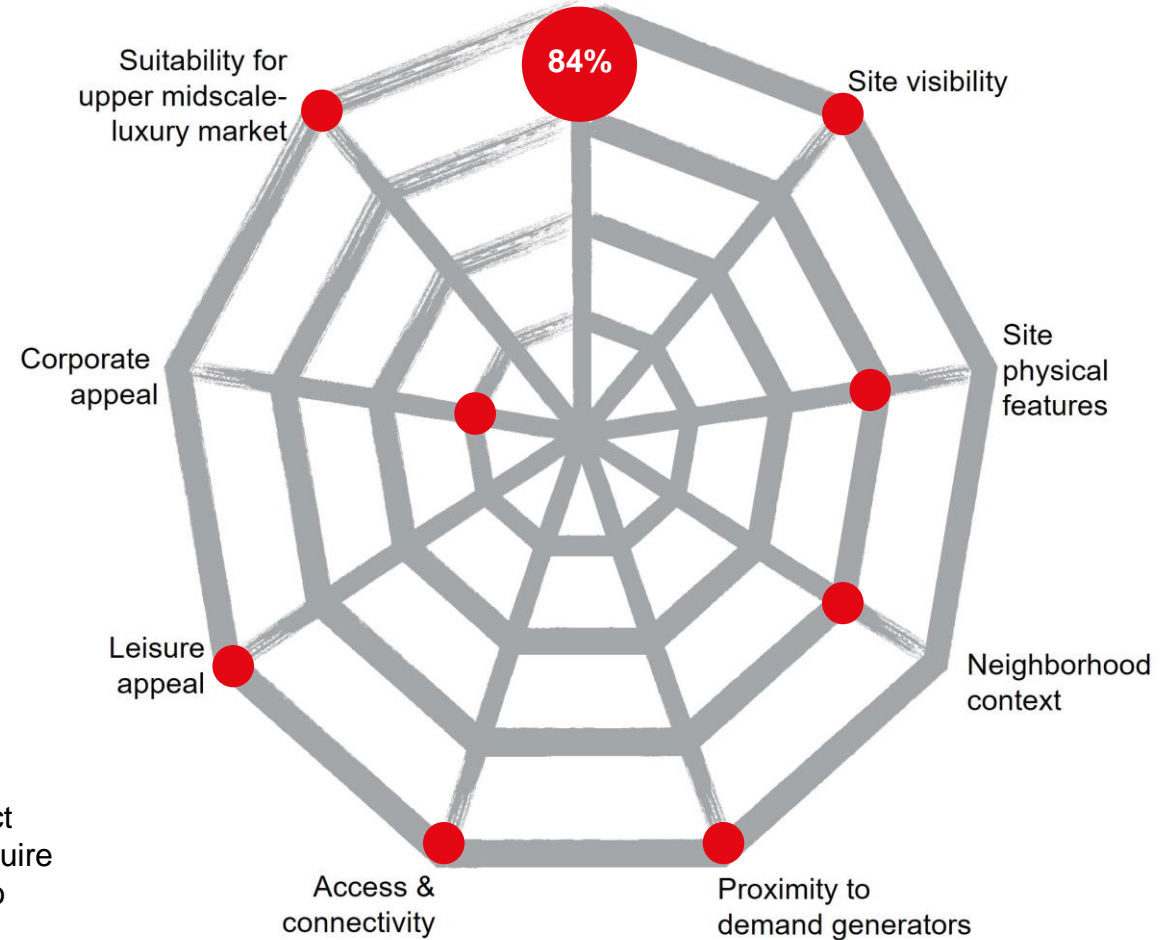 84%
Suitability for
upper midscale-
luxury market
Site visibility
Corporate
appeal
Site
physical
features
Leisure
appeal
Neighborhood
context
Access &
connectivity
Proximity to
demand generators